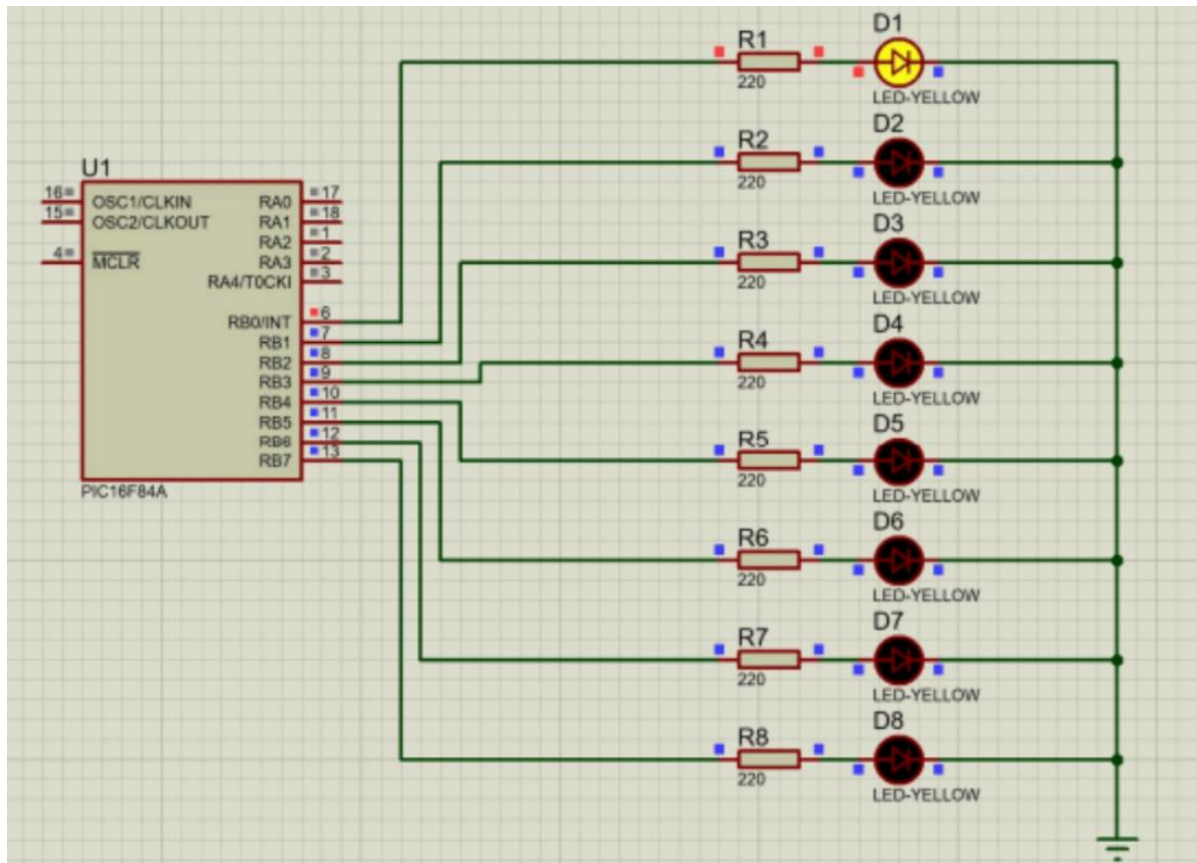 U1
16
15
4
OSC1/CLKIN
OSC2/CLKOUT
MCLR
RA0
RA1
RA2
RA3
RA4/T0CKI
RB0/INT
RB1
RB2
RB3
RB4
RB5
RB6
RB7
17
18
1
2
3
6
7
8
9
10
11
12
13
PIC16F84A
R1
220
D1
LED-YELLOW
R2
220
D2
LED-YELLOW
R3
220
D3
LED-YELLOW
R4
220
D4
LED-YELLOW
R5
220
D5
LED-YELLOW
R6
220
D6
LED-YELLOW
R7
220
D7
LED-YELLOW
R8
220
D8
LED-YELLOW